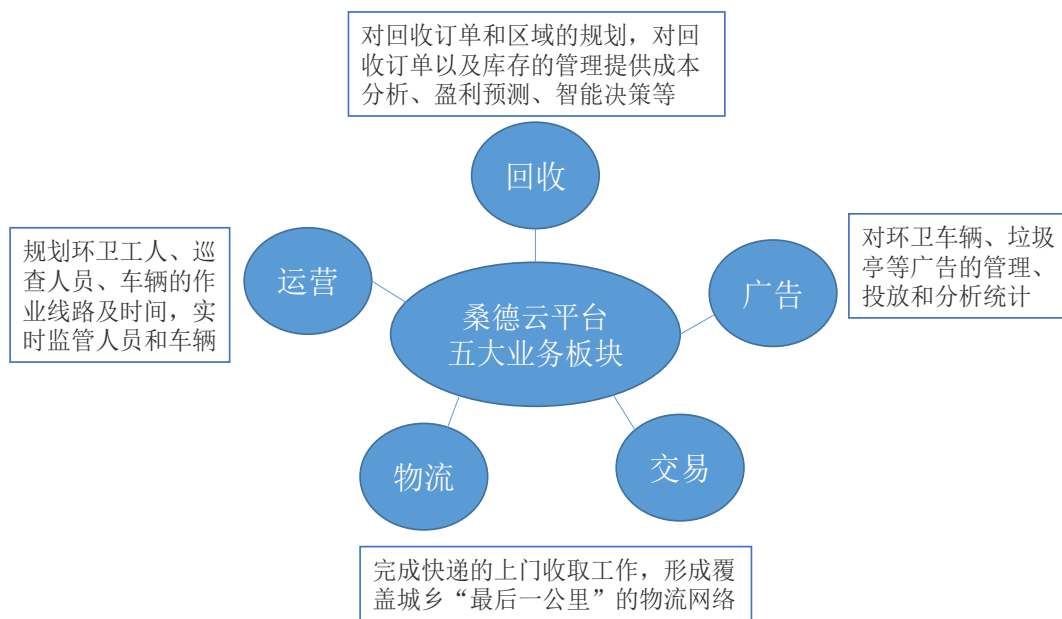 对回收订单和区域的规划，对回
收订单以及库存的管理提供成本
分析、盈利预测、智能决策等
回收
规划环卫工人、巡
查人员、车辆的作
业线路及时间，实
时监管人员和车辆
运营
桑德云平台
五大业务板块
广告
对环卫车辆、垃圾
亭等广告的管理、
投放和分析统计
物流
交易
完成快递的上门收取工作，形成覆
盖城乡“最后一公里”的物流网络